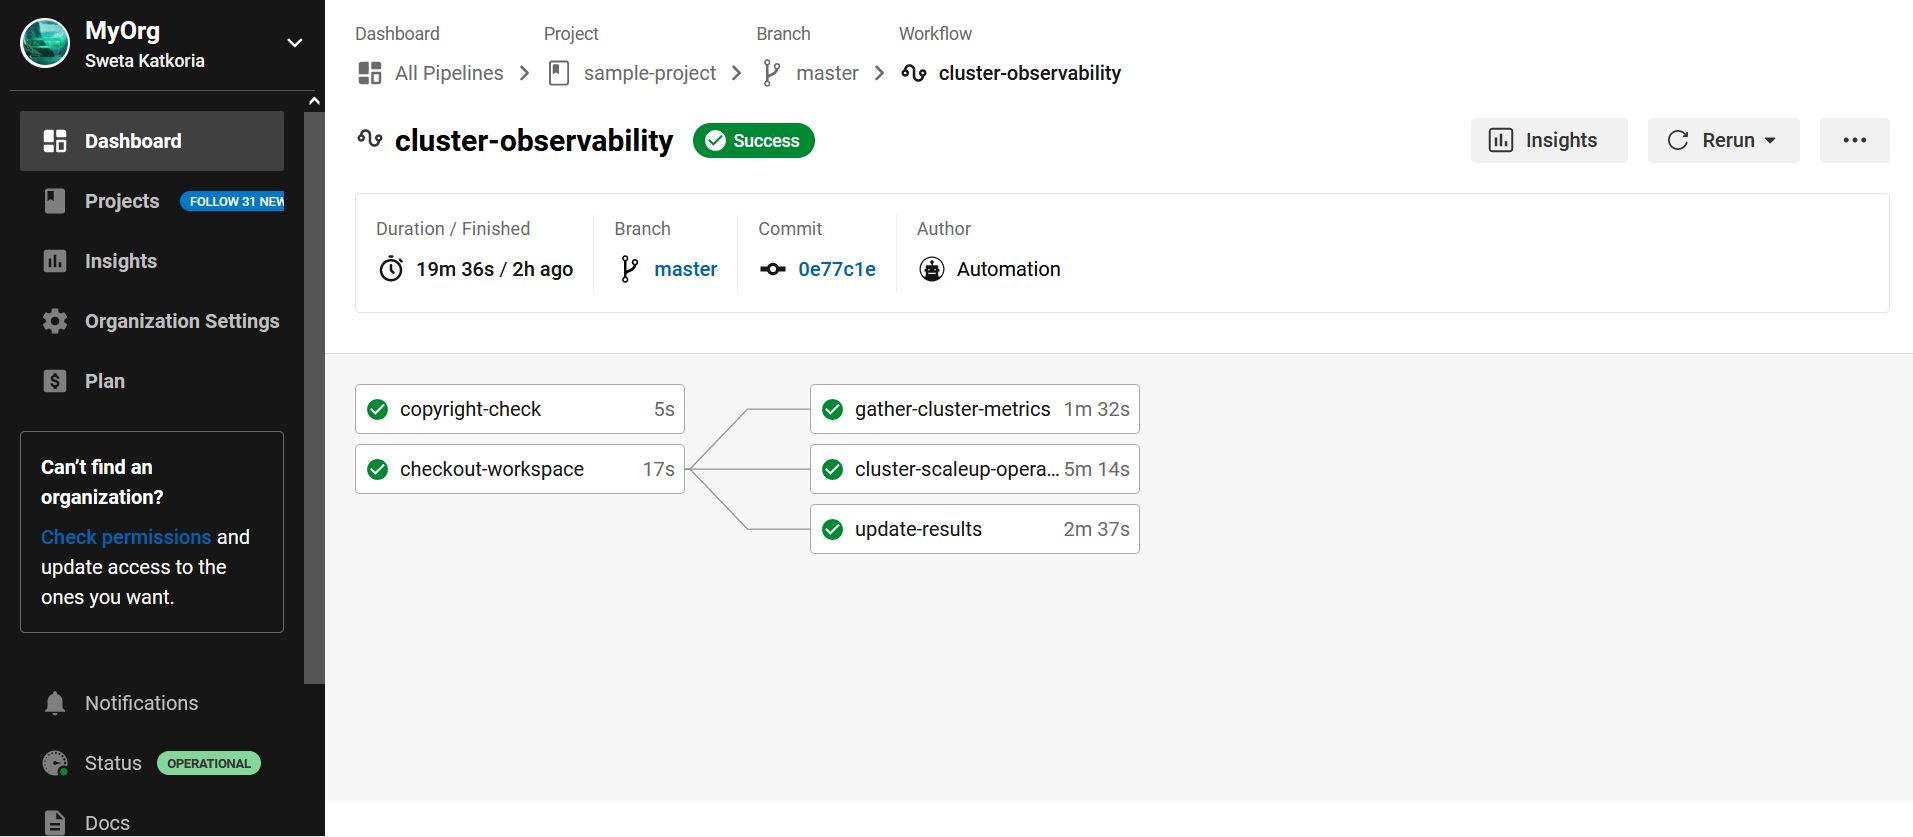 MyOrg
Sweta Katkoria
Dashboard
Projects FOLLOW 31 NEW
Insights
Organization Settings
Plan
Can’t find an
organization?
Check permissions and
update access to the
ones you want.
Notifications
Status OPERATIONAL
Docs
Dashboard Project Branch Workflow
All Pipelines sample-project master cluster-observability
cluster-observability Success Insights Rerun
Duration / Finished Branch Commit Author
19m 36s / 2h ago master 0e77c1e Automation
copyright-check 5s
checkout-workspace 17s
gather-cluster-metrics 1m 32s
cluster-scaleup-opera... 5m 14s
update-results 2m 37s